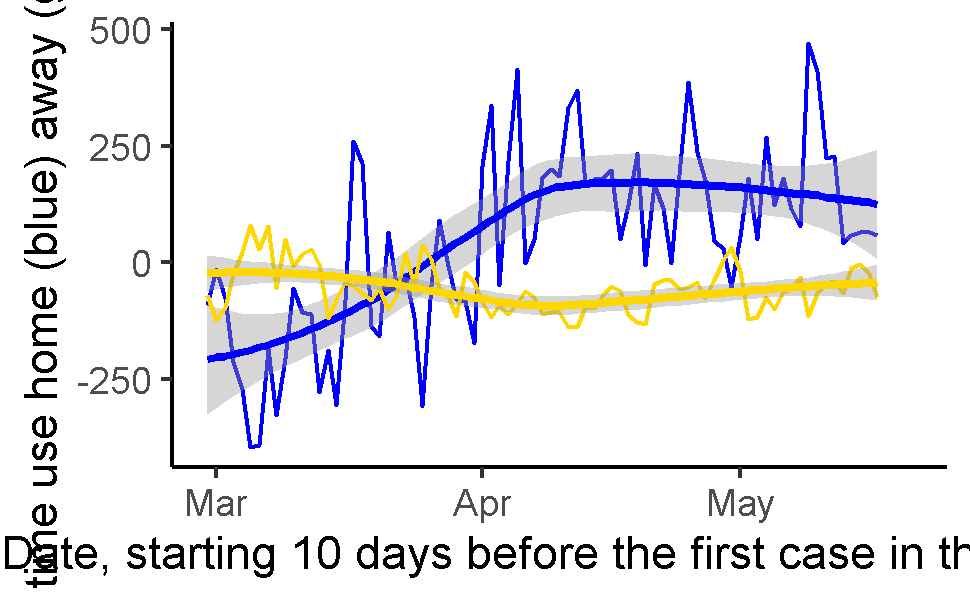 time use home (blue) away (
500
250
0
-250
Mar
Apr
May
Date, starting 10 days before the first case in th